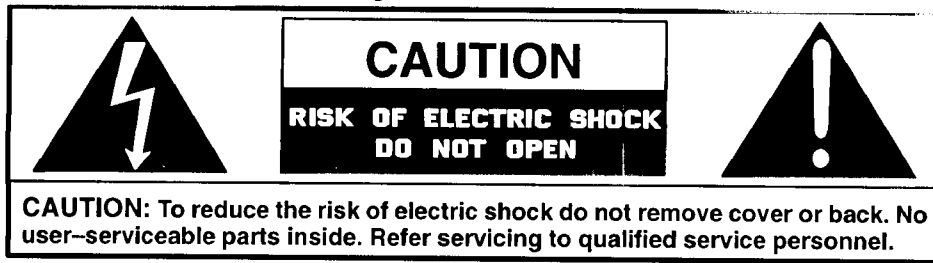 CAUTION
RISK OF ELECTRIC SHOCK
DO NOT OPEN
CAUTION: To reduce the risk of electric shock do not remove cover or back. No
user–serviceable parts inside. Refer servicing to qualified service personnel.